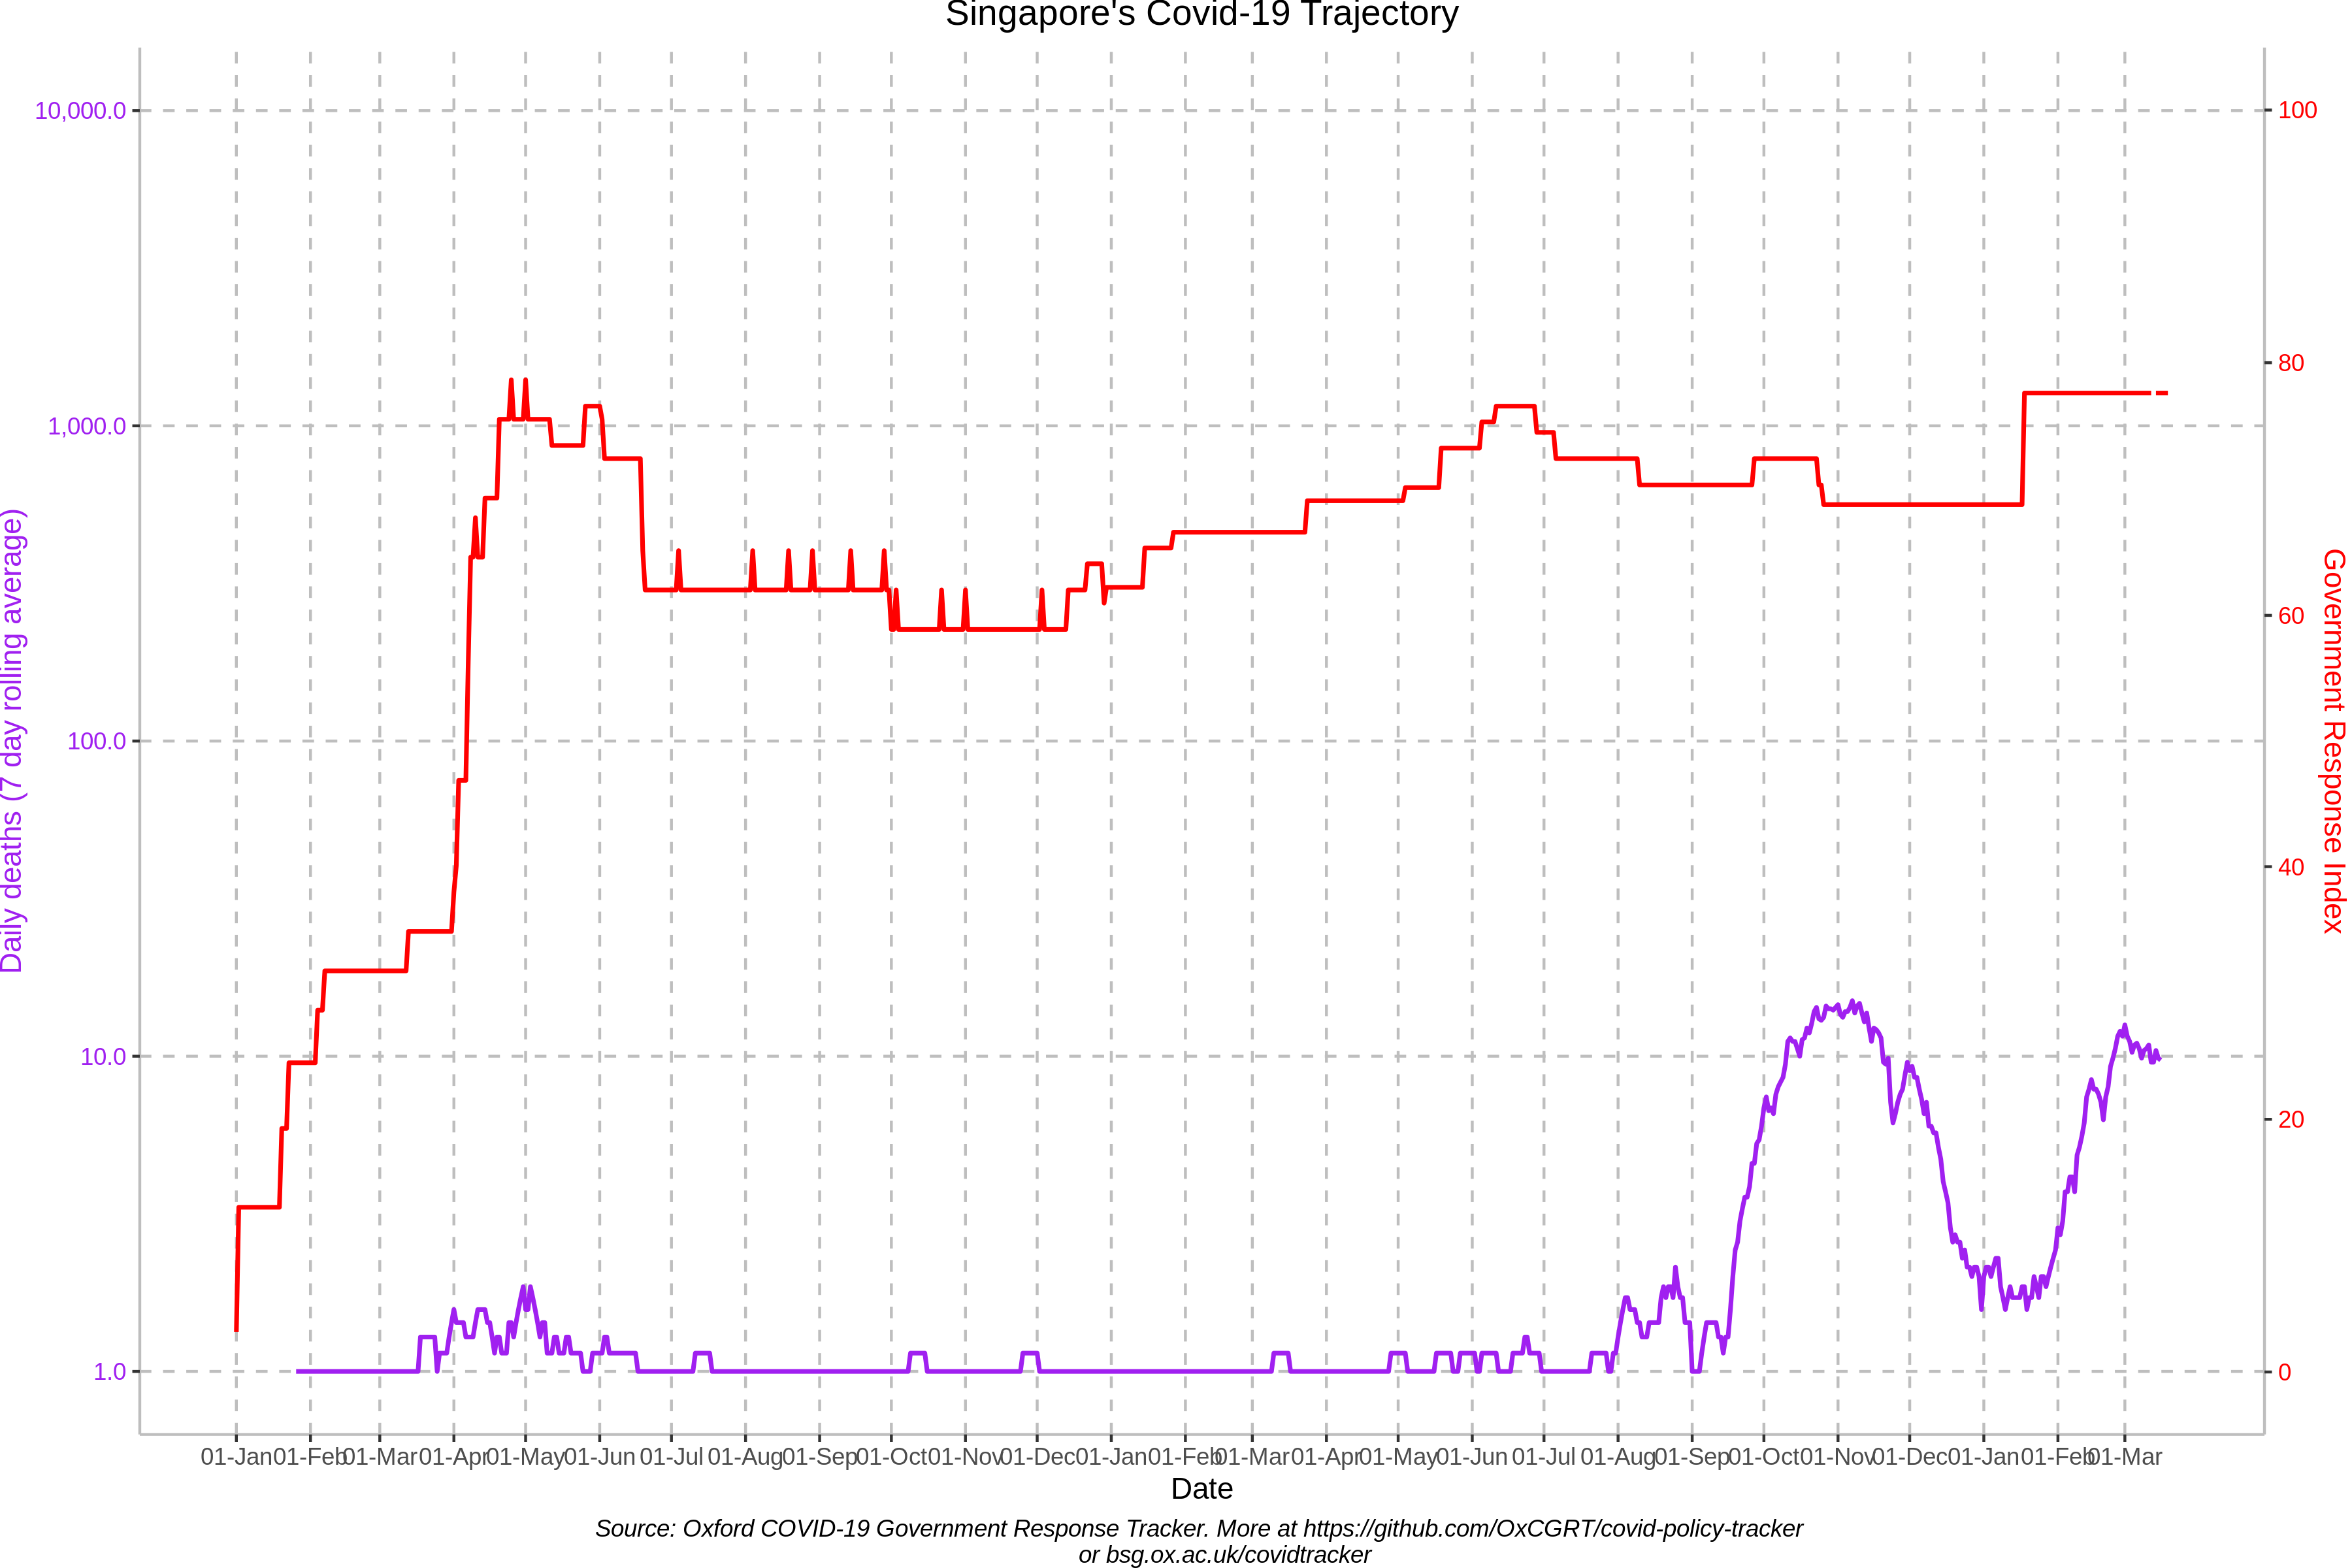 Singapore's Covid-19 Trajectory
Daily deaths (7 day rolling average)
10,000.0
1,000.0
100.0
10.0
1.0
100
80
60
40
20
0
Government Response Index
01-Jan 01-Feb 01-Mar 01-Apr 01-May 01-Jun 01-Jul 01-Aug 01-Sep 01-Oct 01-Nov 01-Dec 01-Jan 01-Feb 01-Mar 01-Apr 01-May 01-Jun 01-Jul 01-Aug 01-Sep 01-Oct 01-Nov 01-Dec 01-Jan 01-Feb 01-Mar
Date
Source: Oxford COVID-19 Government Response Tracker. More at https://github.com/OxCGRT/covid-policy-tracker
or bsg.ox.ac.uk/covidtracker